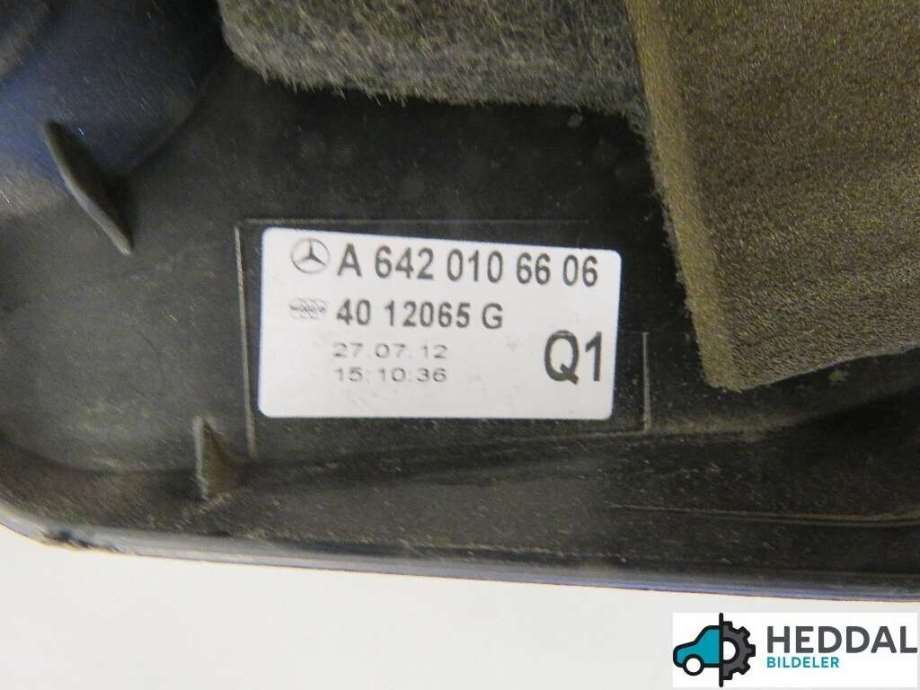 A 642 010 66 06
40 12065 G
27.07.12
15:10:36
Q1
HEDDAL
BILDELER